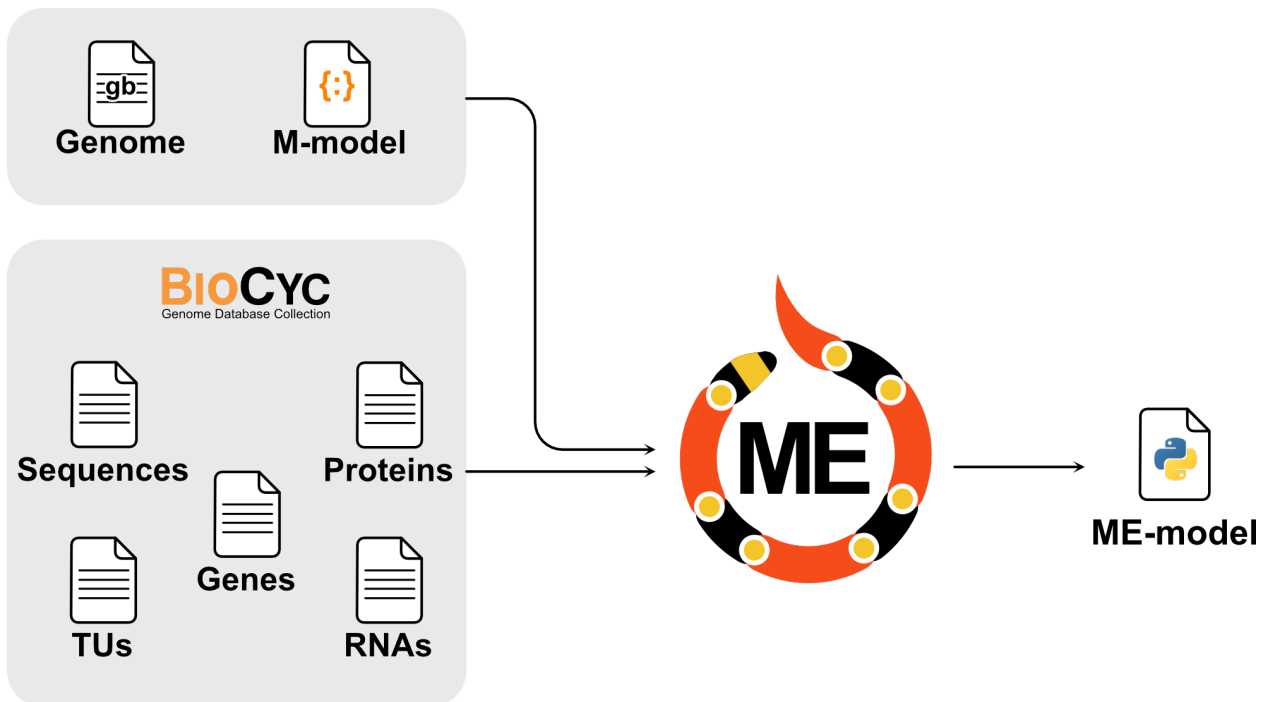 gb
{:}
Genome
M-model
BIOCYC
Genome Database Collection
Sequences
Proteins
Genes
TUs
RNAs
ME
ME-model